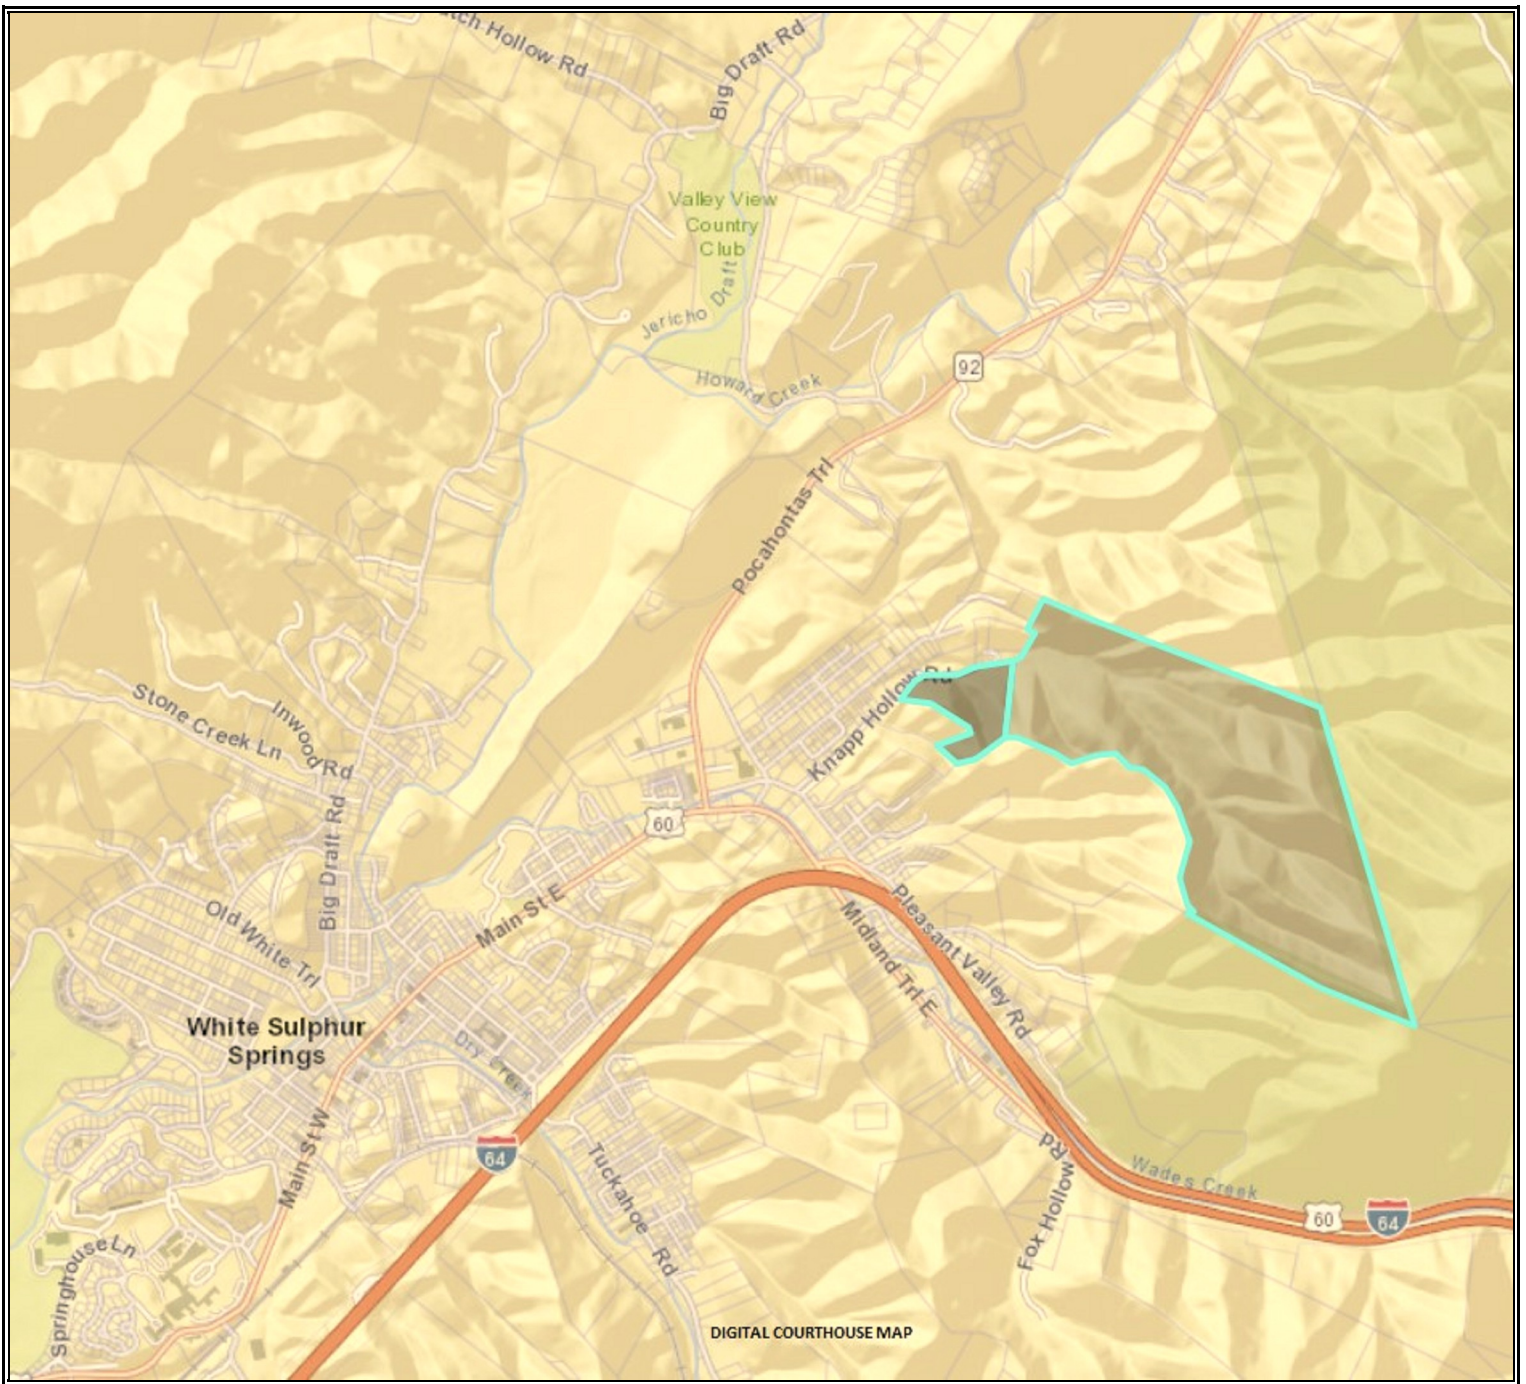 Hollow Rd
Big Draft Rd
Valley View
Country
Club
Jericho Draft
Howard Creek
92
Pocahontas Trl
Knapp Hollow Rd
Stone Creek Ln
Inwood Rd
Big Draft Rd
60
Main St E
Old White Trl
Pleasant Valley Rd
Midland Trl E
White Sulphur
Springs
Dry Creek
Main St W
64
Tuckahoe Rd
Fox Hollow Rd
Wades Creek
60
64
Springhouse Ln
DIGITAL COURTHOUSE MAP